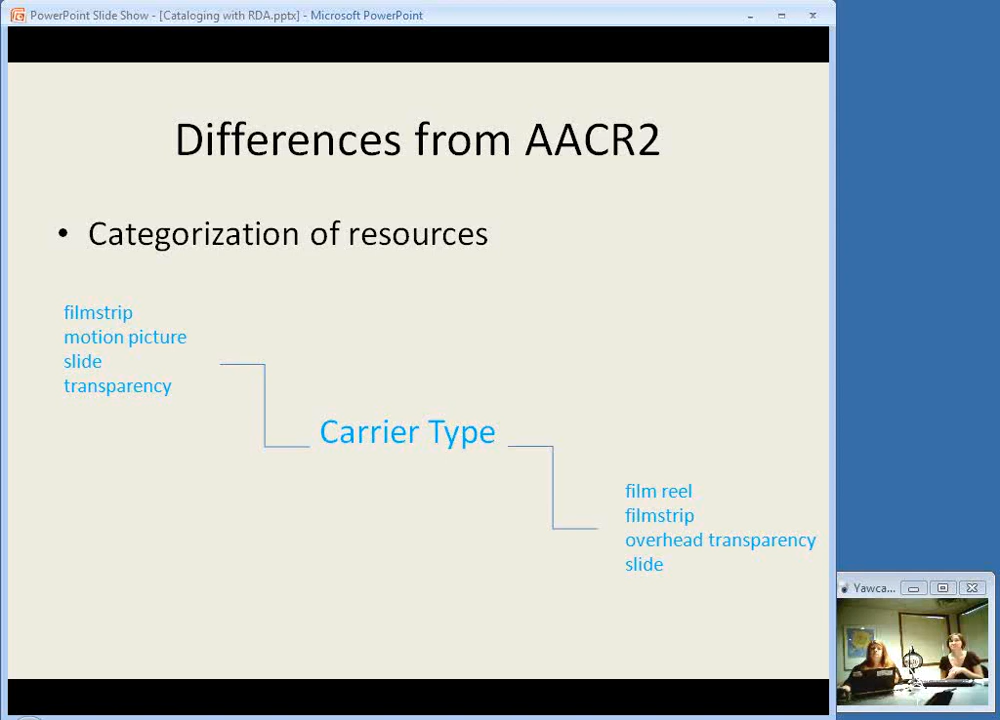 PowerPoint Slide Show - [Cataloging with RDA.pptx] - Microsoft PowerPoint
Differences from AACR2
• Categorization of resources
filmstrip
motion picture
slide
transparency
Carrier Type
film reel
filmstrip
overhead transparency
slide
Yawca...